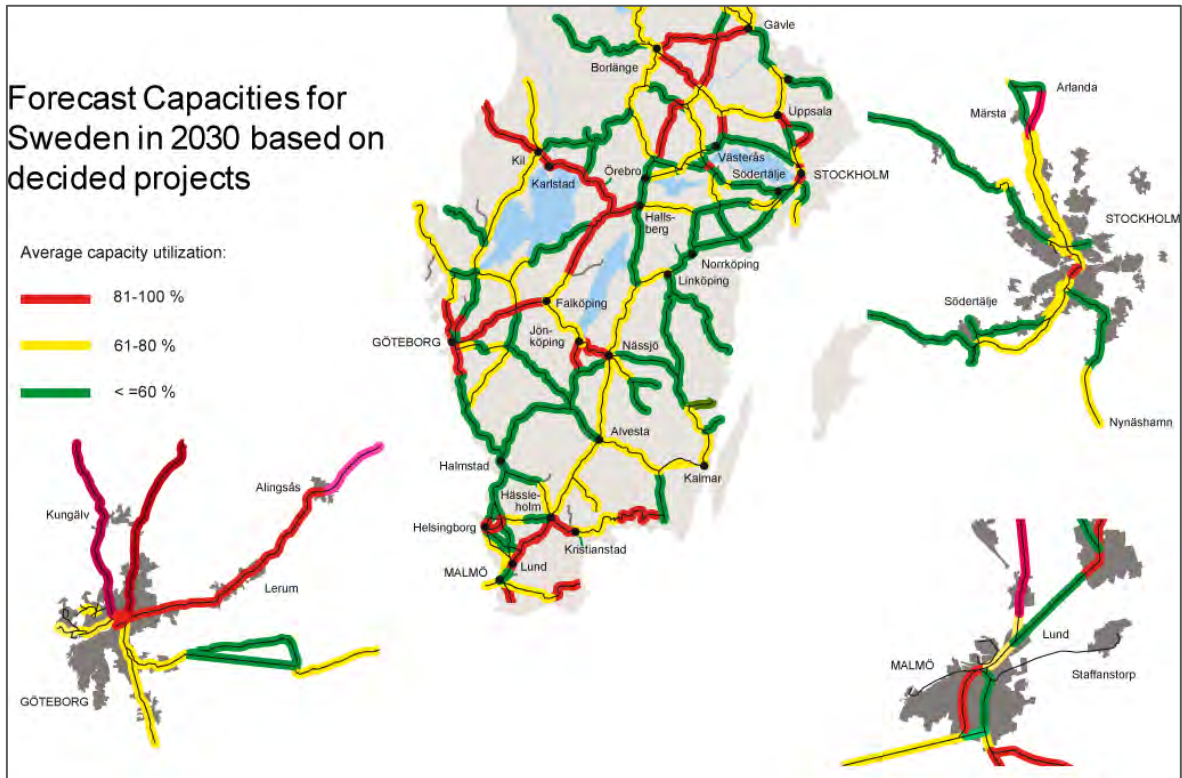 Forecast Capacities for
Sweden in 2030 based on
decided projects
Average capacity utilization:
81-100 %
61-80 %
< =60 %
Gävle
Borlänge
Uppsala
Kil
Karlstad
Örebro
Västerås
Södertälje
STOCKHOLM
Halls-
berg
Norrköping
Linköping
Falköping
GÖTEBORG
Jön-
köping
Nässjö
Alvesta
Halmstad
Kalmar
Hässle-
holm
Helsingborg
Kristianstad
Lund
MALMÖ
Arlanda
Märsta
STOCKHOLM
Södertälje
Nynäshamn
Alingsås
Kungälv
Lerum
GÖTEBORG
Lund
MALMÖ
Staffanstorp